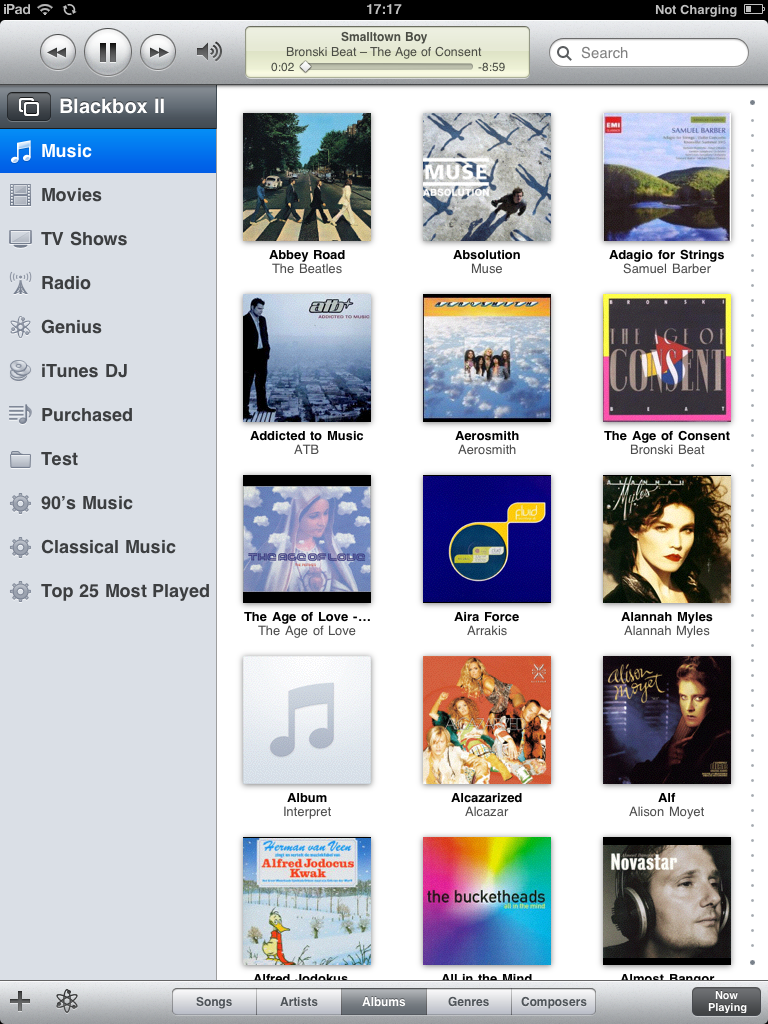 iPad
17:17
Not Charging
Smalltown Boy
Bronski Beat – The Age of Consent
0:02
-8:59
Search
Blackbox II
Music
Movies
TV Shows
Radio
Genius
iTunes DJ
Purchased
Test
90's Music
Classical Music
Top 25 Most Played
Abbey Road
The Beatles
MUSE
ABSOLUTION
Absolution
Muse
EMI
SAMUEL BARBER
Adagio for Strings
Samuel Barber
atb
ADDICTED TO MUSIC
Addicted to Music
ATB
AEROSMITH
Aerosmith
Aerosmith
BRONSKI
THE AGE OF
CONSENT
BEAT
The Age of Consent
Bronski Beat
THE AGE OF LOVE
The Age of Love -...
The Age of Love
Aira Force
Arrakis
ALANNAH
Myles
Alannah Myles
Alannah Myles
Album
Interpret
Alcazarized
Alcazar
alison
moyet
Alf
Alison Moyet
Herman van Veen
Alfred Jodocus
Kwak
Alfred Jodokus...
the bucketheads
all in the mind
All in the Mind
Novastar
Almost Bangor
Songs
Artists
Albums
Genres
Composers
Now
Playing